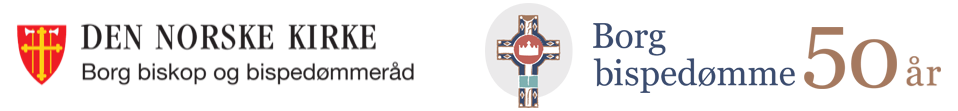 DEN NORSKE KIRKE
Borg biskop og bispedømmeråd
Borg
bispedømme 50 år